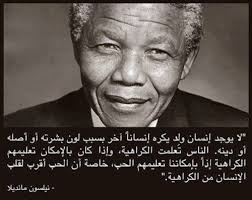 "لا يوجد إنسان ولد يكره إنساناً آخر بسبب لون بشرته أو أصله
أو دينه. الناس تعلمت الكراهية، وإذا كان بالإمكان تعليمهم
الكراهية إذاً بإمكاننا تعليمهم الحب، خاصة أن الحب أقرب لقلب
الإنسان من الكراهية."
- نيلسون مانديلا